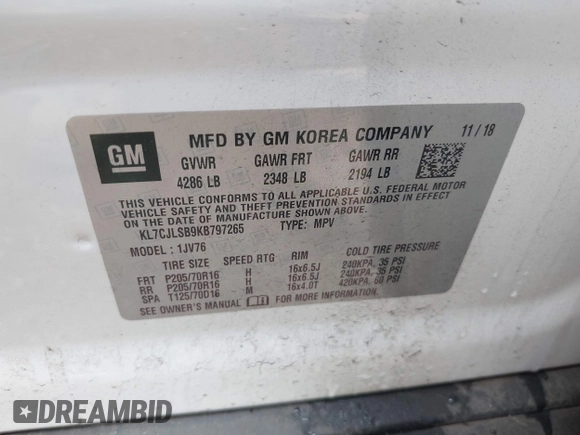 GM
MFD BY GM KOREA COMPANY 11/18
GVWR GAWR FRT GAWR RR
4286 LB 2348 LB 2194 LB
THIS VEHICLE CONFORMS TO ALL APPLICABLE U.S. FEDERAL MOTOR
VEHICLE SAFETY, BUMPER, AND THEFT PREVENTION STANDARDS
IN EFFECT ON THE DATE OF MANUFACTURE SHOWN ABOVE.
KL7CJLSB9KB797265 TYPE: MPV
MODEL: 1JV76
TIRE SIZE SPEED RTG RIM COLD TIRE PRESSURE
FRT P205/70R16 H 16x6.5J 240KPA, 35 PSI
RR P205/70R16 H 16x6.5J 240KPA, 35 PSI
SPA T125/70D16 M 16x4.0T 420KPA, 60 PSI
SEE OWNER'S MANUAL FOR MORE INFORMATION
DREAMBID